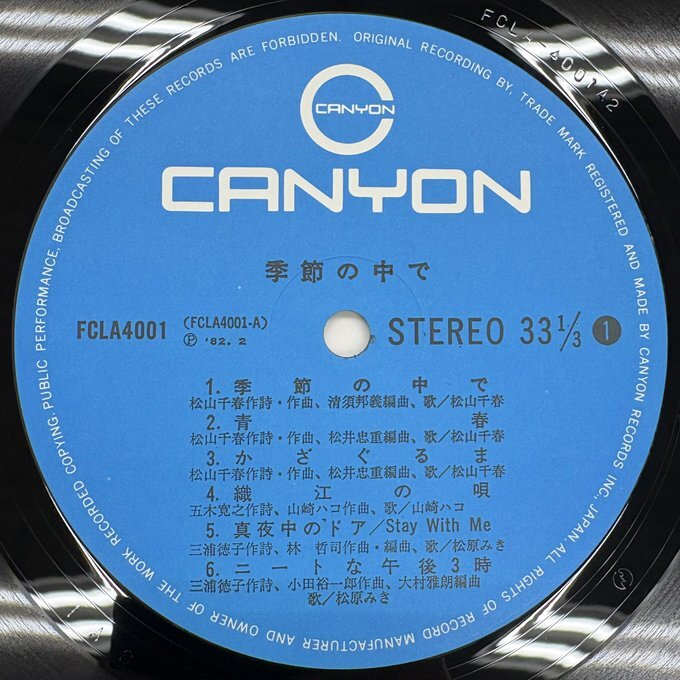 FCLA-400142
BROADCASTING OF THESE RECORDS ARE FORBIDDEN. ORIGINAL RECORDING BY, TRADE MARK REGISTERED AND MADE BY CANYON RECORDS INC, JAPAN. ALL RIGHTS OF RECORD MANUFACTURER AND OWNER OF THE WORK RECORDED COPYING, PUBLIC PERFORMANCE,
CANYON
CANYON
季節の中で
FCLA4001 (FCLA4001-A) STEREO 33 1/3 1
Ⓟ '82. 2
1. 季節の中で
松山千春作詩・作曲、清須邦義編曲、歌/松山千春
2. 青春
松山千春作詩・作曲、松井忠重編曲、歌/松山千春
3. かざぐるま
松山千春作詩・作曲、松井忠重編曲、歌/松山千春
4. 織江の唄
五木寛之作詩、山崎ハコ作曲、歌/山崎ハコ
5. 真夜中のドア/Stay With Me
三浦徳子作詩、林 哲司作曲・編曲、歌/松原みき
6. ニートな午後3時
三浦徳子作詩、小田裕一郎作曲、大村雅朗編曲
歌/松原みき